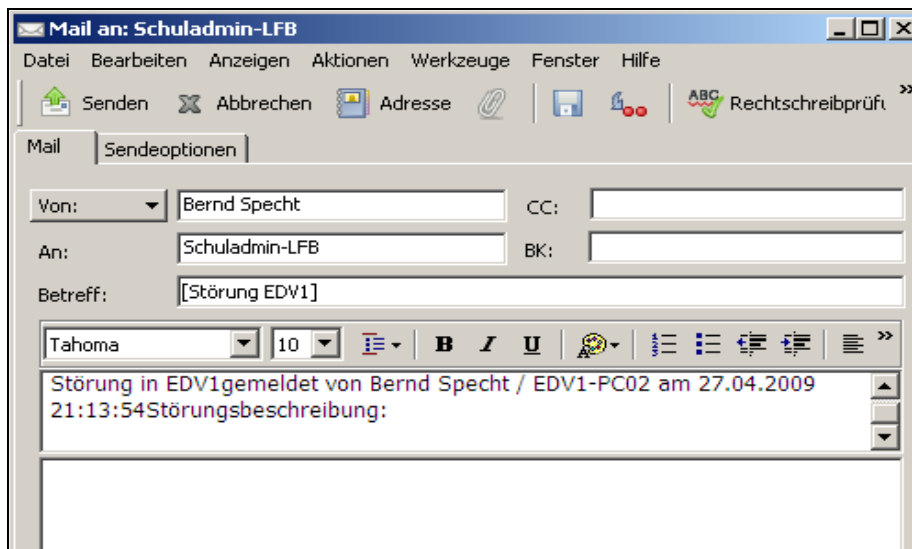 Mail an: Schuladmin-LFB
Datei Bearbeiten Anzeigen Aktionen Werkzeuge Fenster Hilfe
Senden Abbrechen Adresse ABC Rechtschreibprüfu »
Mail Sendeoptionen
Von: Bernd Specht CC:
An: Schuladmin-LFB BK:
Betreff: [Störung EDV1]
Tahoma 10 B I U »
Störung in EDV1gemeldet von Bernd Specht / EDV1-PC02 am 27.04.2009
21:13:54Störungsbeschreibung: